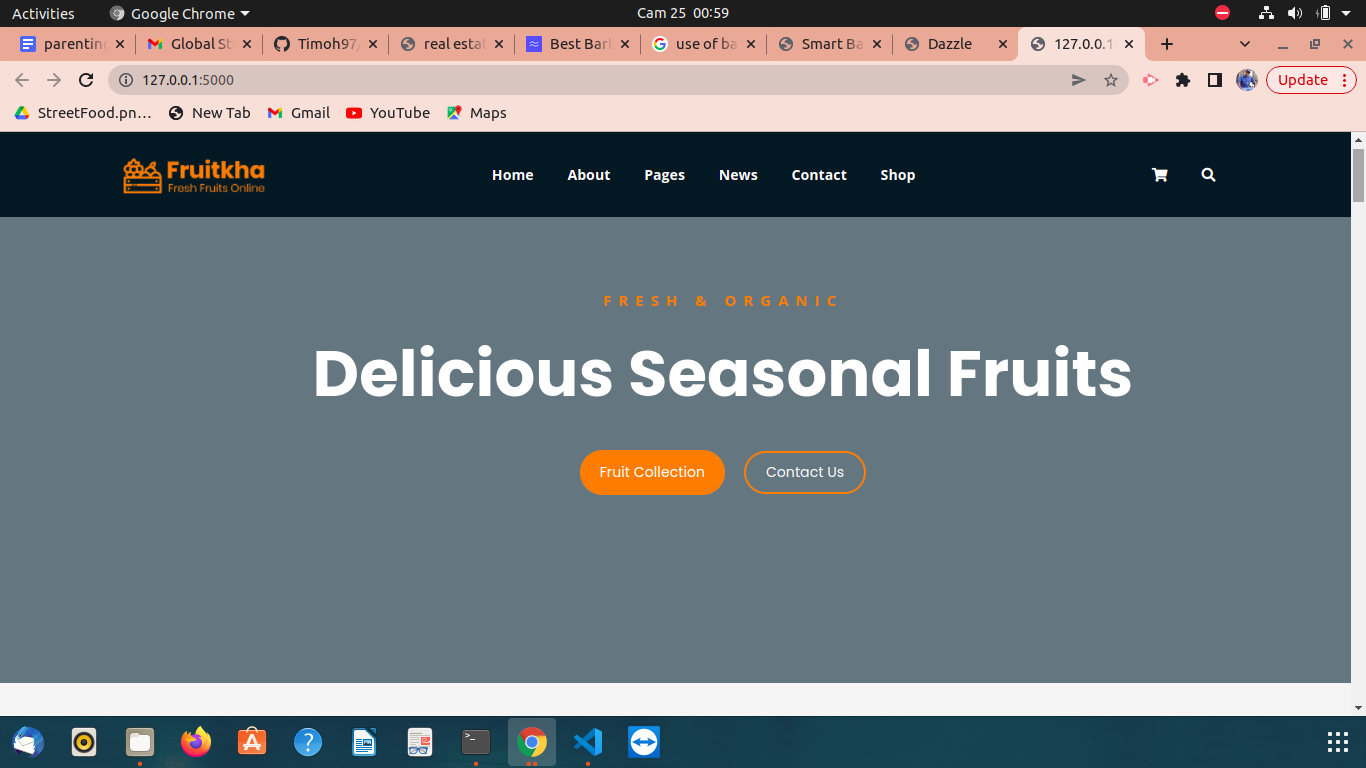 Activities
Google Chrome
Cam 25 00:59
parenting
Global St
Timoh97/
real esta
Best Barl
use of ba
Smart Ba
Dazzle
127.0.0.1:
127.0.0.1:5000
Update
StreetFood.pn…
New Tab
Gmail
YouTube
Maps
Fruitkha
Fresh Fruits Online
Home
About
Pages
News
Contact
Shop
FRESH & ORGANIC
Delicious Seasonal Fruits
Fruit Collection
Contact Us